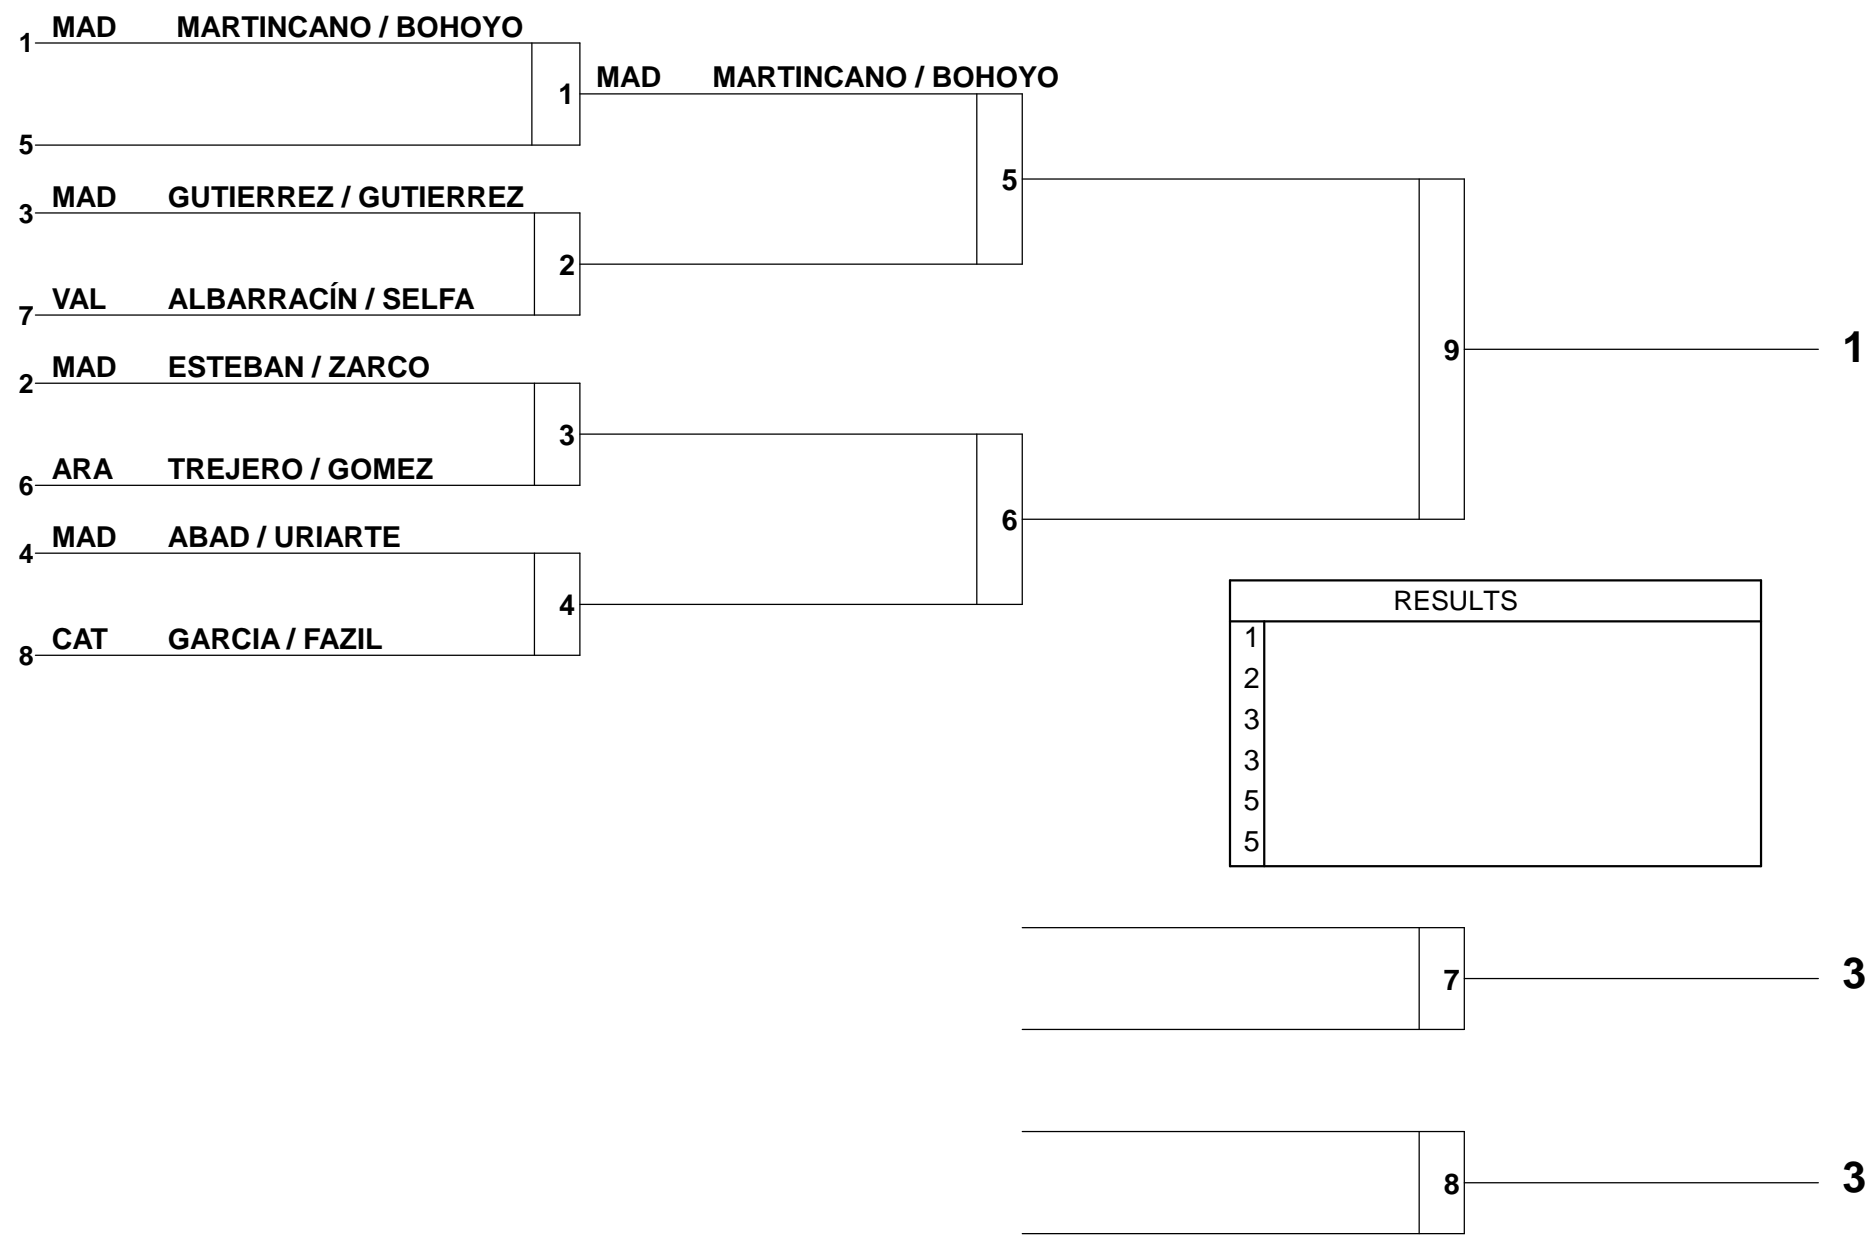 1 MAD MARTINCANO / BOHOYO
1 MAD MARTINCANO / BOHOYO
5
5
3 MAD GUTIERREZ / GUTIERREZ
2
7 VAL ALBARRACÍN / SELFA
9 1
2 MAD ESTEBAN / ZARCO
3
6 ARA TREJERO / GOMEZ
6
4 MAD ABAD / URIARTE
4
8 CAT GARCIA / FAZIL
RESULTS
1
2
3
3
5
5
7 3
8 3